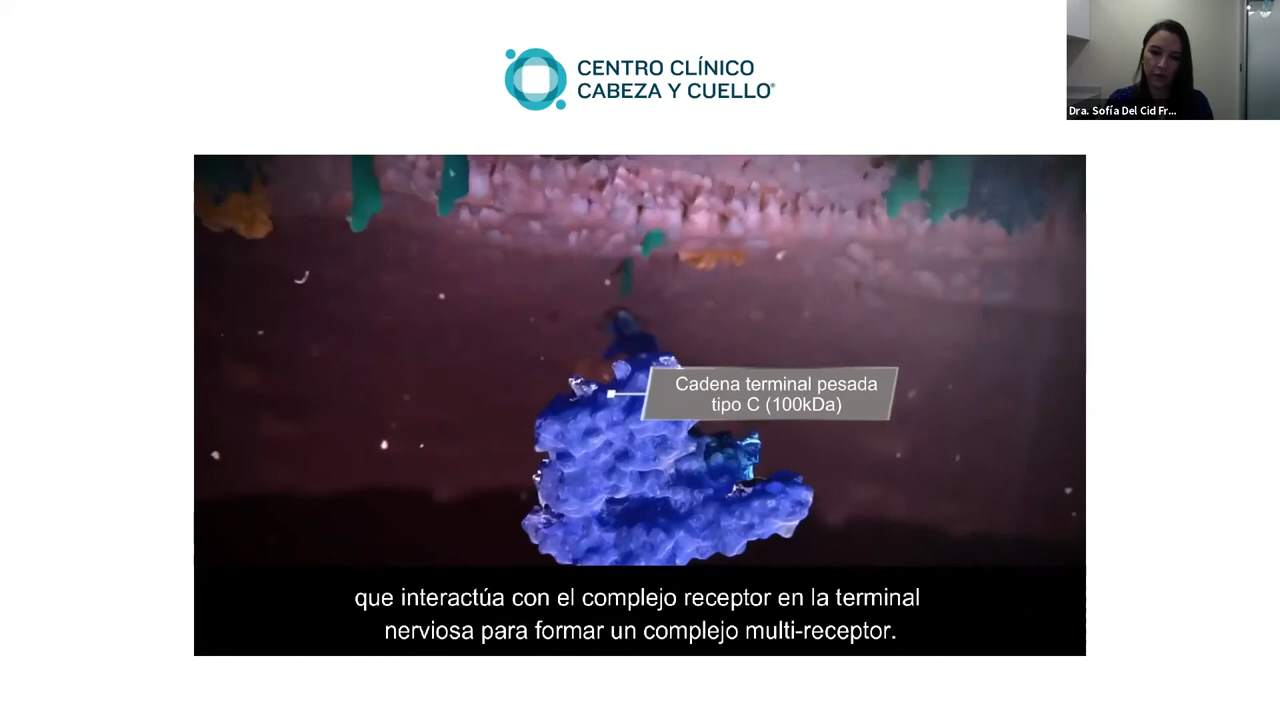 CENTRO CLÍNICO
CABEZA Y CUELLO®
Dra. Sofía Del Cid Fr...
Cadena terminal pesada
tipo C (100kDa)
que interactúa con el complejo receptor en la terminal
nerviosa para formar un complejo multi-receptor.